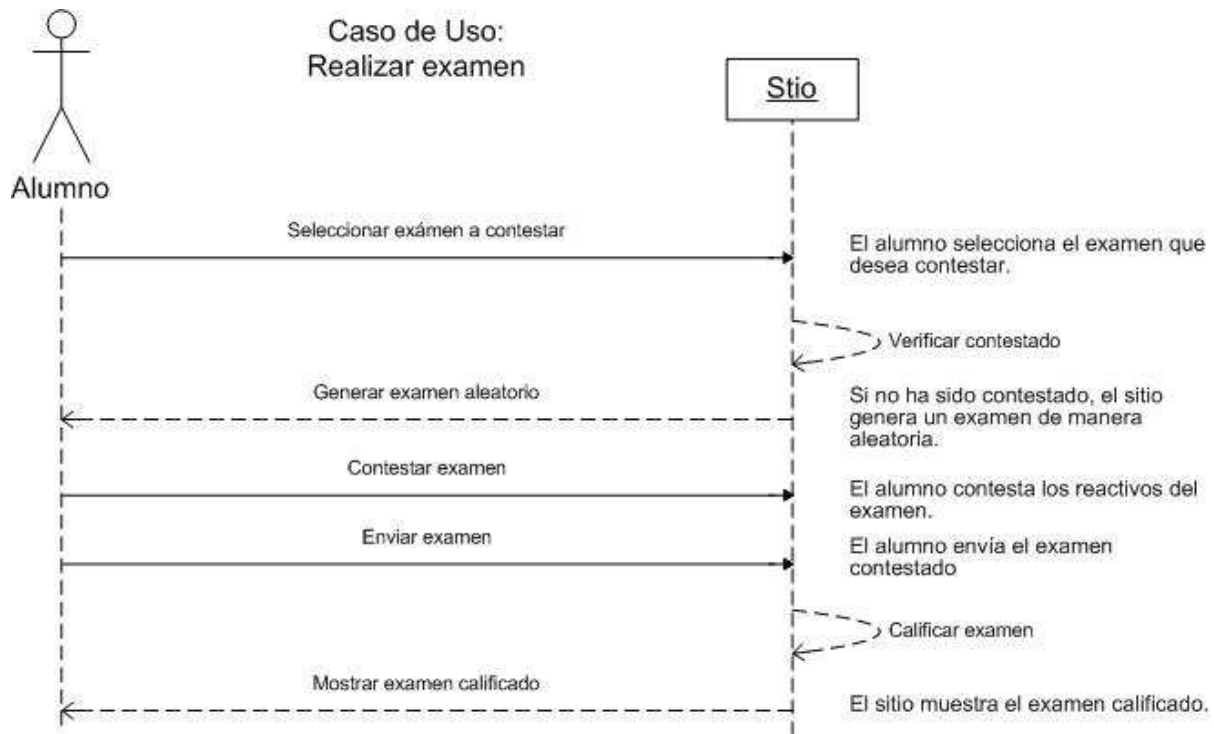 Caso de Uso:
Realizar examen
Stio
Alumno
Seleccionar exámen a contestar
El alumno selecciona el examen que
desea contestar.
Verificar contestado
Generar examen aleatorio
Si no ha sido contestado, el sitio
genera un examen de manera
aleatoria.
Contestar examen
El alumno contesta los reactivos del
examen.
Enviar examen
El alumno envía el examen
contestado
Calificar examen
Mostrar examen calificado
El sitio muestra el examen calificado.